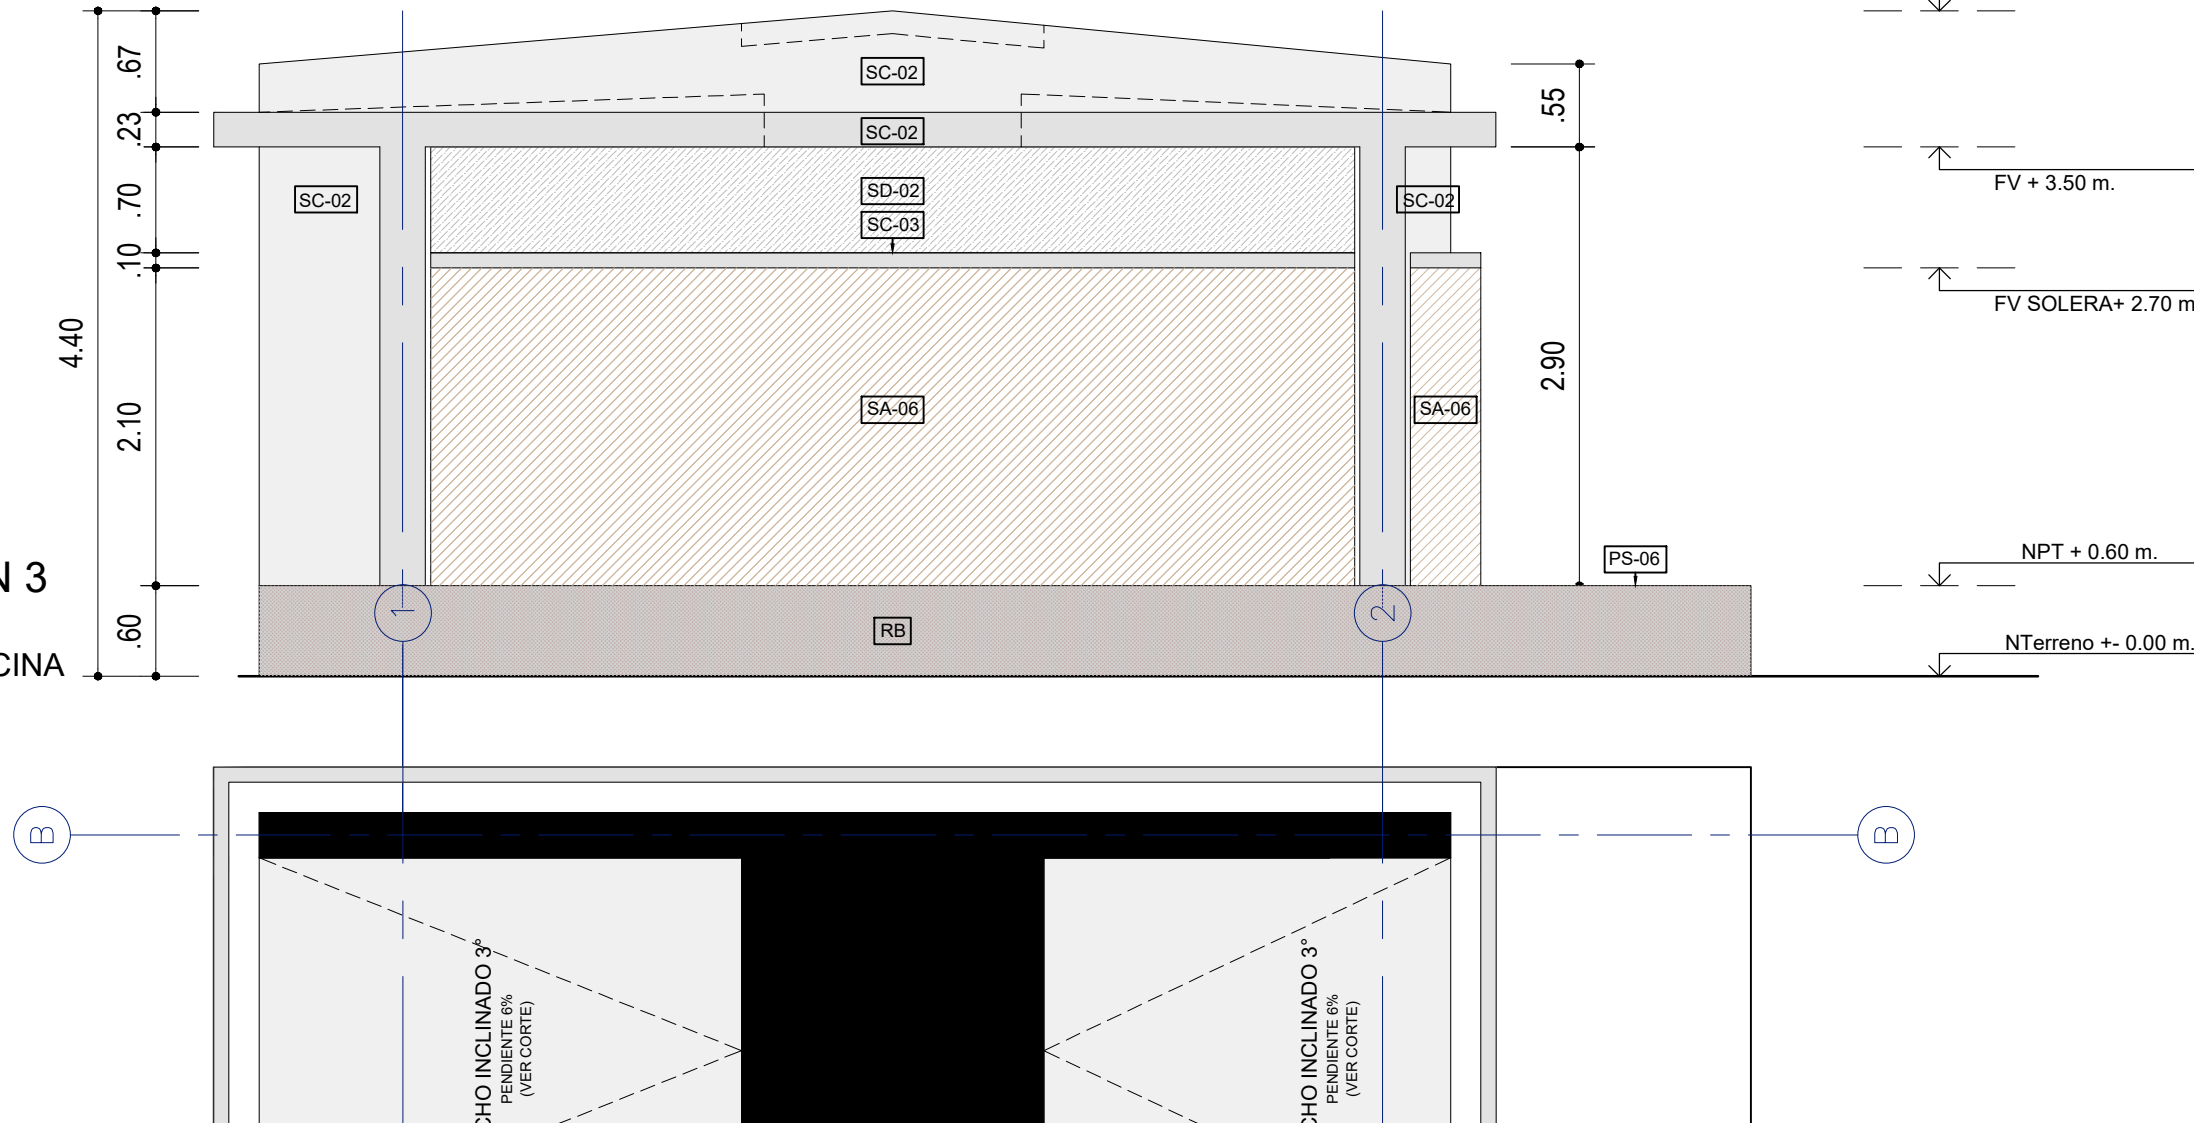 .67
.23
.70
.10
4.40
2.10
.60
N 3
CINA
SC-02
SC-02
SC-02
SD-02
SC-03
SC-02
SA-06
SA-06
RB
PS-06
.55
2.90
FV + 3.50 m.
FV SOLERA+ 2.70 m
NPT + 0.60 m.
NTerreno +- 0.00 m.
1
2
B
B
CHO INCLINADO 3°
PENDIENTE 6%
(VER CORTE)
CHO INCLINADO 3°
PENDIENTE 6%
(VER CORTE)